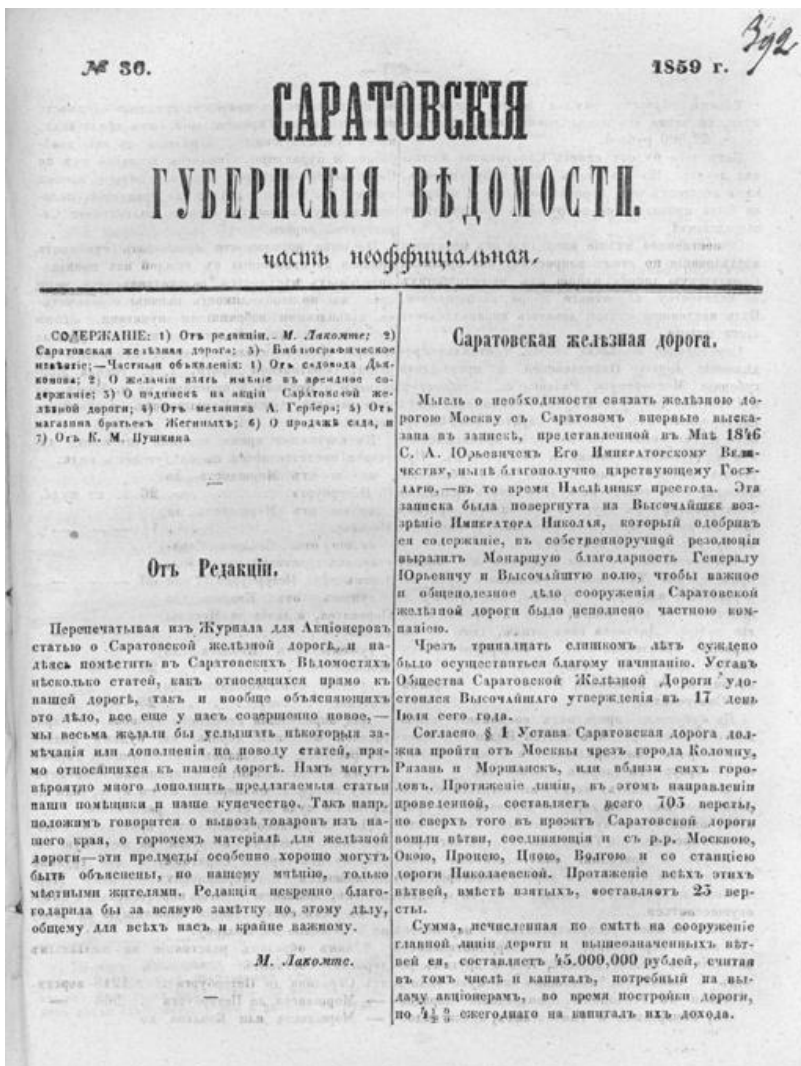 392
№ 36.
1859 г.
САРАТОВСКІЯ
ГУБЕРНСКІЯ ВѢДОМОСТИ.
часть неоффиціальная.
СОДЕРЖАНІЕ: 1) Отъ редакціи. М. Лакомте; 2)
Саратовская желѣзная дорога; 3) Библіографическое
извѣстіе;—Частныя объявленія: 1) Отъ садовода Дья-
конова; 2) О желаніи взять имѣніе въ арендное со-
держаніе; 3) О подпискѣ на акціи Саратовской же-
лѣзной дороги; 4) Отъ механика А. Гербера; 5) Отъ
магазина братьевъ Жегиныхъ; 6) О продажѣ сада, и
7) Отъ К. М. Пушкина
Отъ Редакціи.
Перепечатывая изъ Журнала для Акціонеровъ
статью о Саратовской желѣзной дорогѣ, и на-
дѣясь помѣстить въ Саратовскихъ Вѣдомостяхъ
нѣсколько статей, какъ относящихся прямо къ
нашей дорогѣ, такъ и вообще объясняющихъ
это дѣло, все еще у насъ совершенно новое,—
мы весьма желали бы услышать нѣкоторыя за-
мѣчанія или дополненія по поводу статей, пря-
мо относящихся къ нашей дорогѣ. Намъ могутъ
вѣроятно много дополнить предлагаемыя статьи
наши помѣщики и наше купечество. Такъ напр.
положимъ говорится о вывозѣ товаровъ изъ на-
шего края, о горючемъ матеріалѣ для желѣзной
дороги—эти предметы особенно хорошо могутъ
быть объяснены, по нашему мнѣнію, только
мѣстными жителями. Редакція искренно благо-
годарила бы за всякую замѣтку по этому дѣлу,
общему для всѣхъ насъ и крайне важному.
М. Лакомте.
Саратовская желѣзная дорога.
Мысль о необходимости связать желѣзною до-
рогою Москву съ Саратовомъ впервые выска-
зана въ запискѣ, представленной въ Маѣ 1846
С. А. Юрьевичемъ Его Императорскому Вели-
честву, нынѣ благополучно царствующему Госу-
дарю,—въ то время Наслѣднику престола. Эта
записка была повергнута на Высочайшее воз-
зрѣніе Императора Николая, который одобривъ
ея содержаніе, въ собственноручной резолюціи
выразилъ Монаршую благодарность Генералу
Юрьевичу и Высочайшую волю, чтобы важное
и общеполезное дѣло сооруженія Саратовской
желѣзной дороги было исполнено частною ком-
паніею.
Чрезъ тринадцать слишкомъ лѣтъ суждено
было осуществиться благому начинанію. Уставъ
Общества Саратовской Желѣзной Дороги удо-
стоился Высочайшаго утвержденія въ 17 день
Іюля сего года.
Согласно § 1 Устава Саратовская дорога дол-
жна пройти отъ Москвы чрезъ города Коломну,
Рязань и Моршанскъ, или вблизи сихъ горо-
довъ. Протяженіе линіи, въ этомъ направленіи
проведенной, составляетъ всего 705 версты,
но сверхъ того въ проэктъ Саратовской дороги
вошли вѣтви, соединяющія и съ р.р. Москвою,
Окою, Пронею, Цною, Волгою и со станціею
дороги Николаевской. Протяженіе всѣхъ этихъ
вѣтвей, вмѣстѣ взятыхъ, составляетъ 25 вер-
сты.
Сумма, исчисленная по смѣтѣ на сооруженіе
главной линіи дороги и вышеозначенныхъ вѣт-
вей ея, составляетъ 45.000,000 рублей, считая
въ томъ числѣ и капиталъ, потребный на вы-
дачу акціонерамъ, во время постройки дороги,
по 4½ % ежегоднаго на капиталъ ихъ дохода.